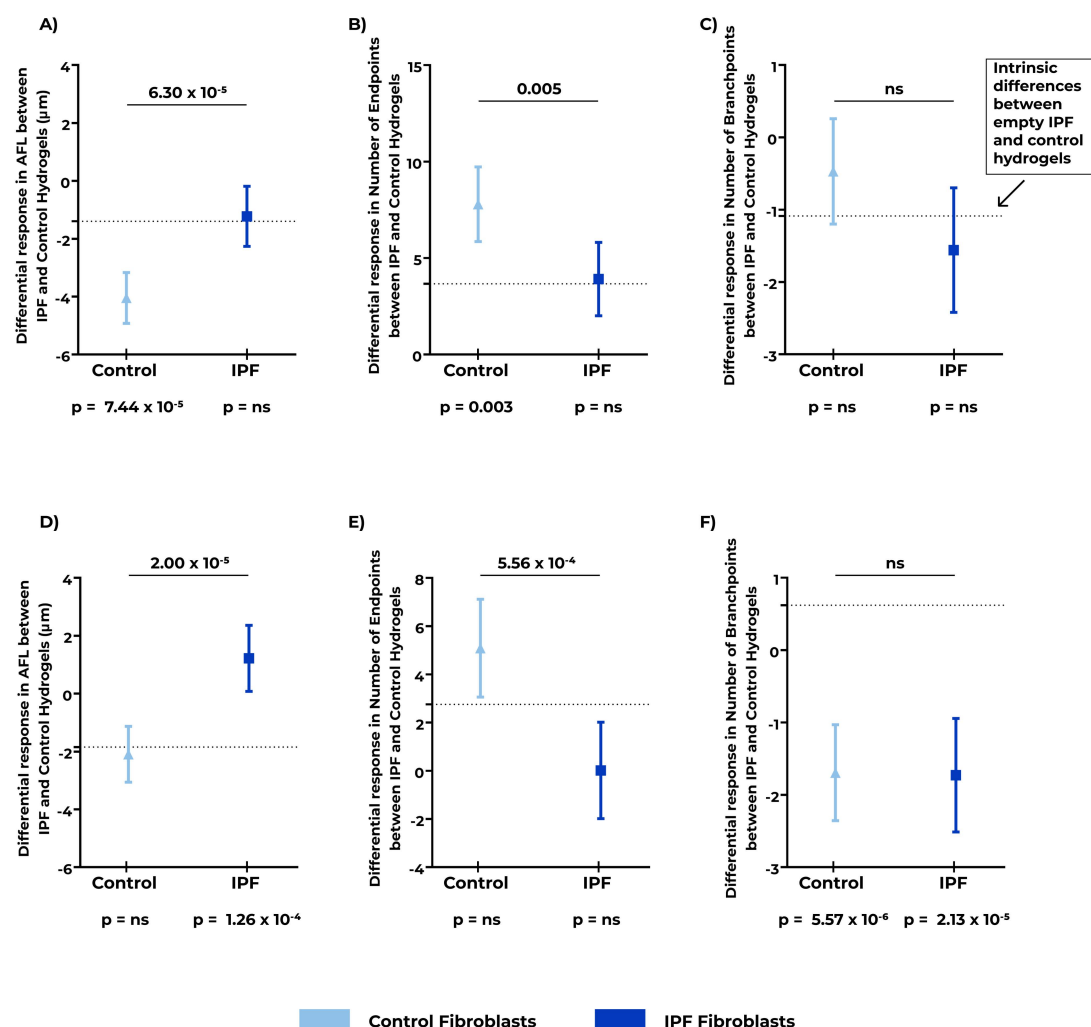 A)
Differential response in AFL between
IPF and Control Hydrogels (µm)
4
2
0
-2
-4
-6
6.30 x 10⁻⁵
Control
IPF
p = 7.44 x 10⁻⁵
p = ns
B)
Differential response in Number of Endpoints
between IPF and Control Hydrogels
15
10
5
0
0.005
Control
IPF
p = 0.003
p = ns
C)
Differential response in Number of Branchpoints
between IPF and Control Hydrogels
1
0
-1
-2
-3
ns
Intrinsic
differences
between
empty IPF
and control
hydrogels
Control
IPF
p = ns
p = ns
D)
Differential response in AFL between
IPF and Control Hydrogels (µm)
4
2
0
-2
-4
-6
2.00 x 10⁻⁵
Control
IPF
p = ns
p = 1.26 x 10⁻⁴
E)
Differential response in Number of Endpoints
between IPF and Control Hydrogels
8
6
4
2
0
-2
-4
5.56 x 10⁻⁴
Control
IPF
p = ns
p = ns
F)
Differential response in Number of Branchpoints
between IPF and Control Hydrogels
1
0
-1
-2
-3
ns
Control
IPF
p = 5.57 x 10⁻⁶
p = 2.13 x 10⁻⁵
Control Fibroblasts
IPF Fibroblasts